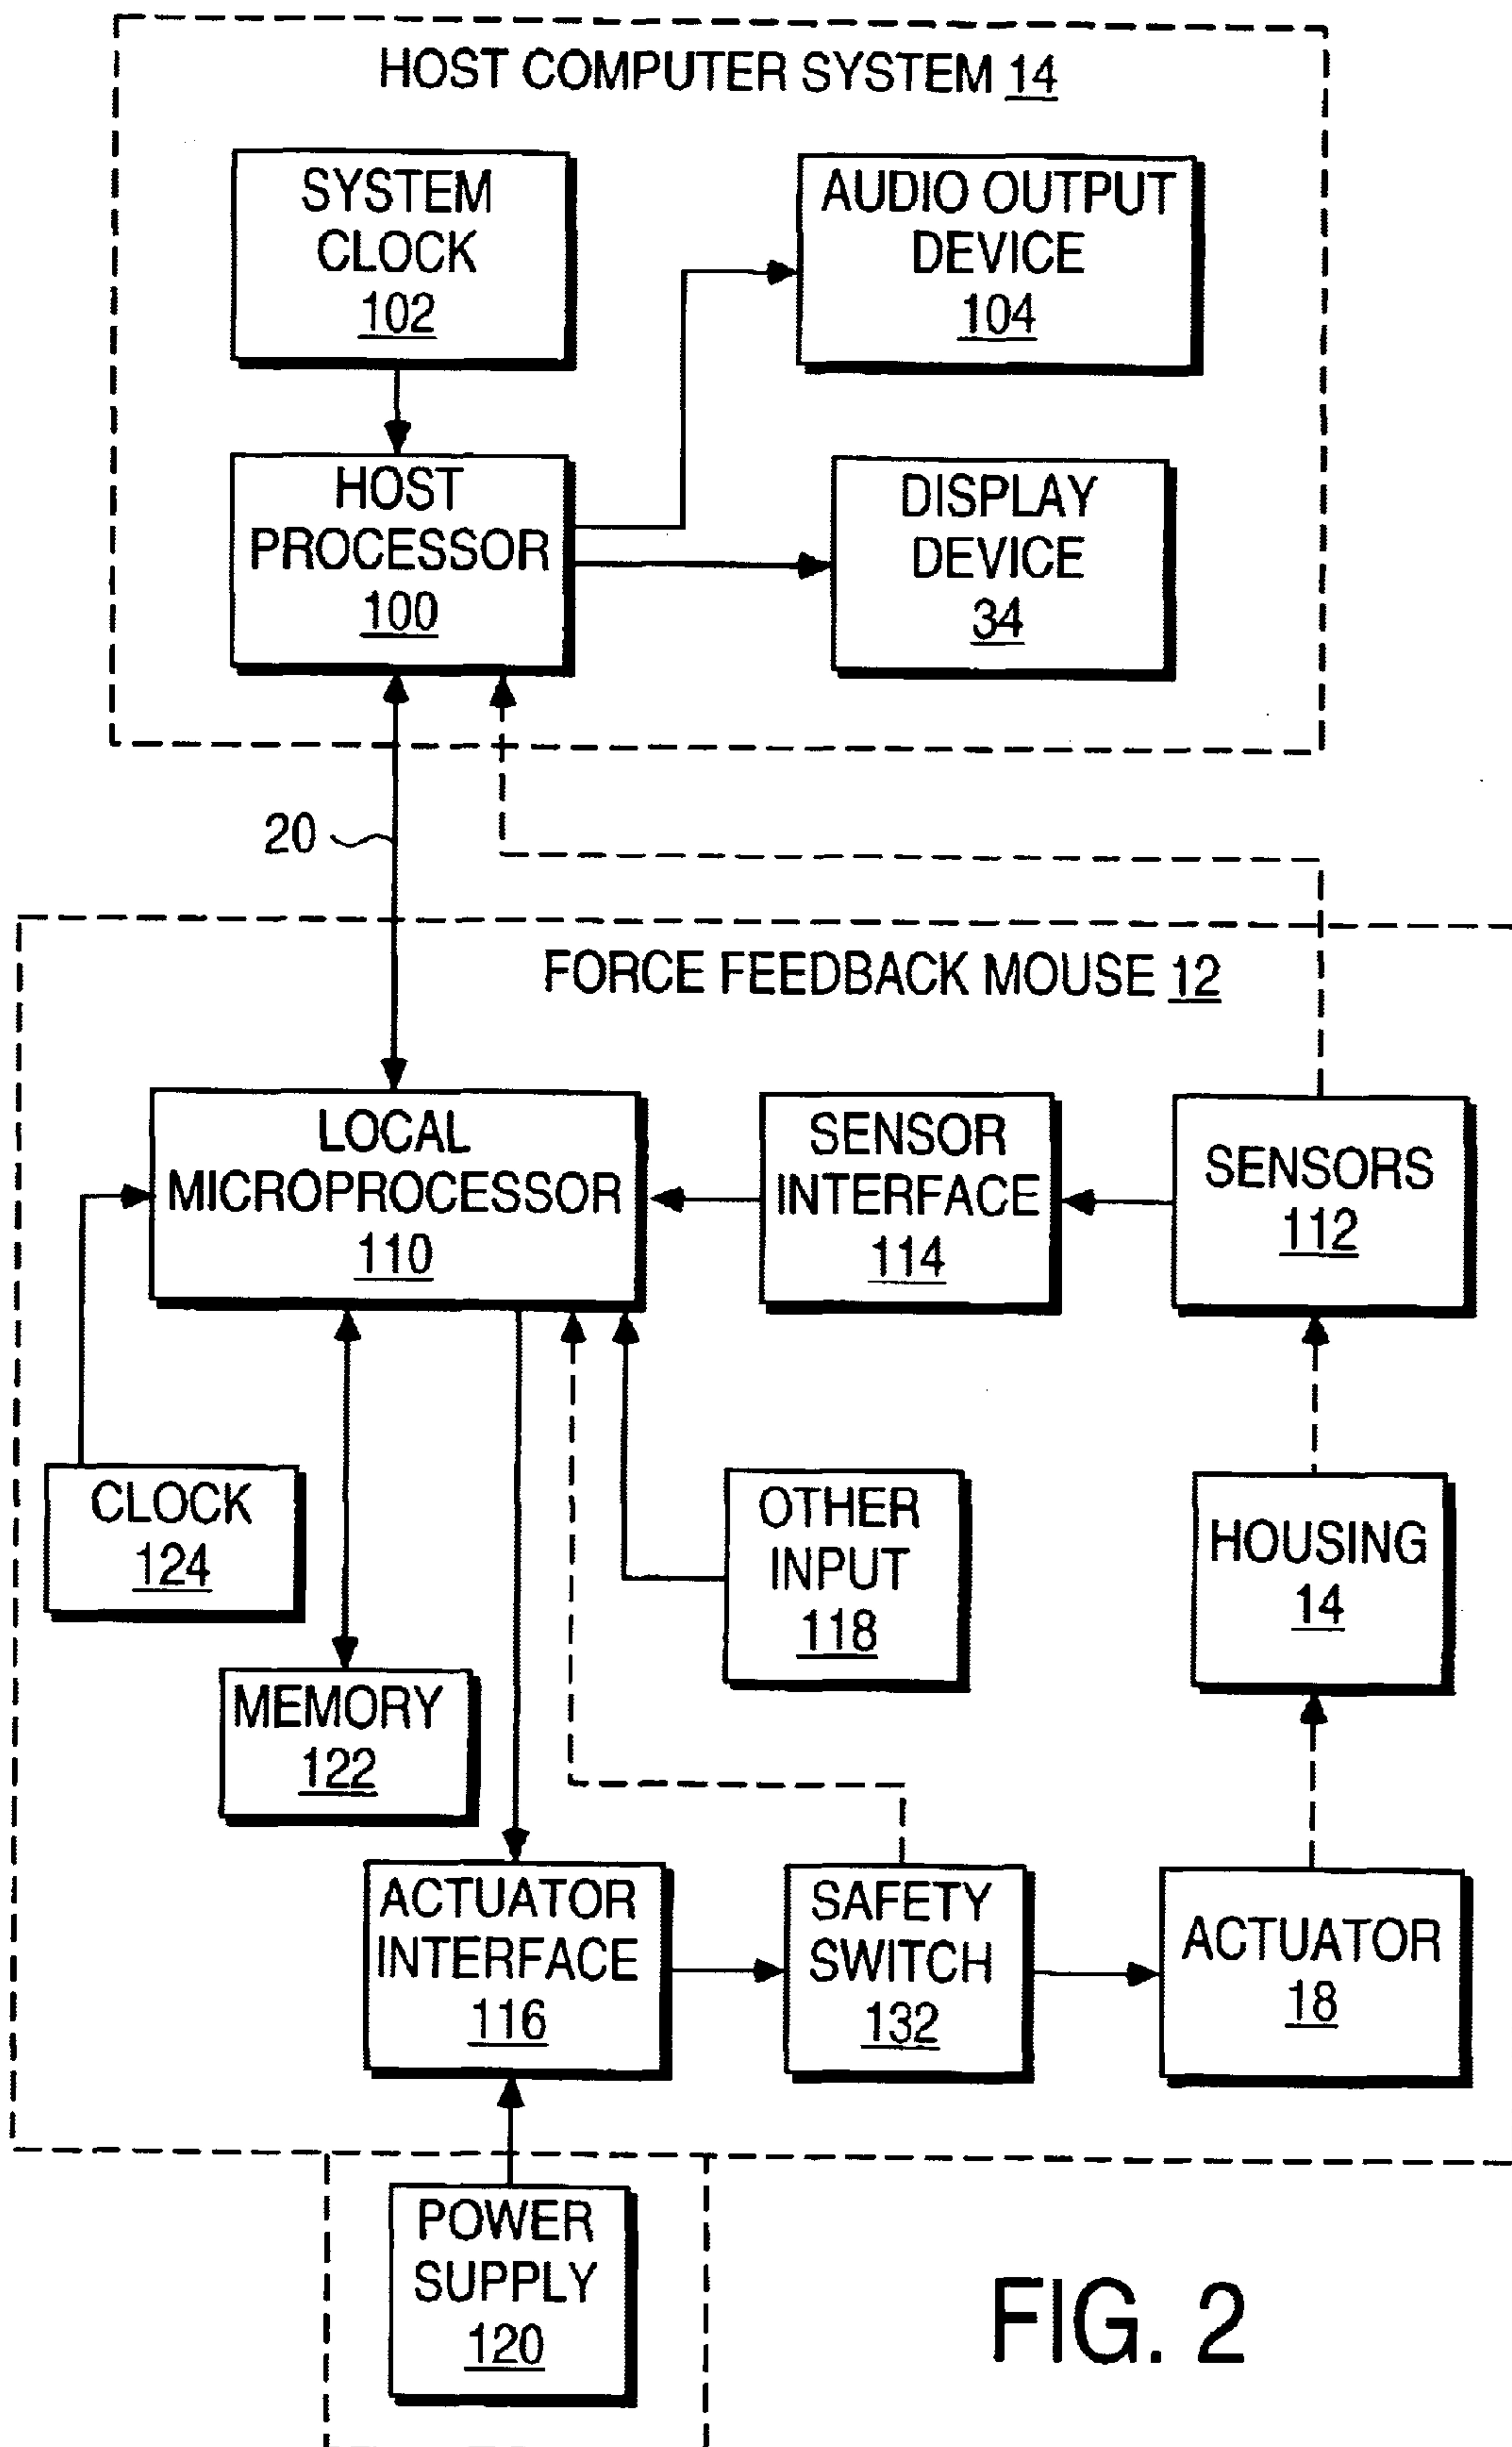 HOST COMPUTER SYSTEM 14
SYSTEM
CLOCK
102
AUDIO OUTPUT
DEVICE
104
HOST
PROCESSOR
100
DISPLAY
DEVICE
34
20
FORCE FEEDBACK MOUSE 12
LOCAL
MICROPROCESSOR
110
SENSOR
INTERFACE
114
SENSORS
112
CLOCK
124
OTHER
INPUT
118
HOUSING
14
MEMORY
122
ACTUATOR
INTERFACE
116
SAFETY
SWITCH
132
ACTUATOR
18
POWER
SUPPLY
120
FIG. 2